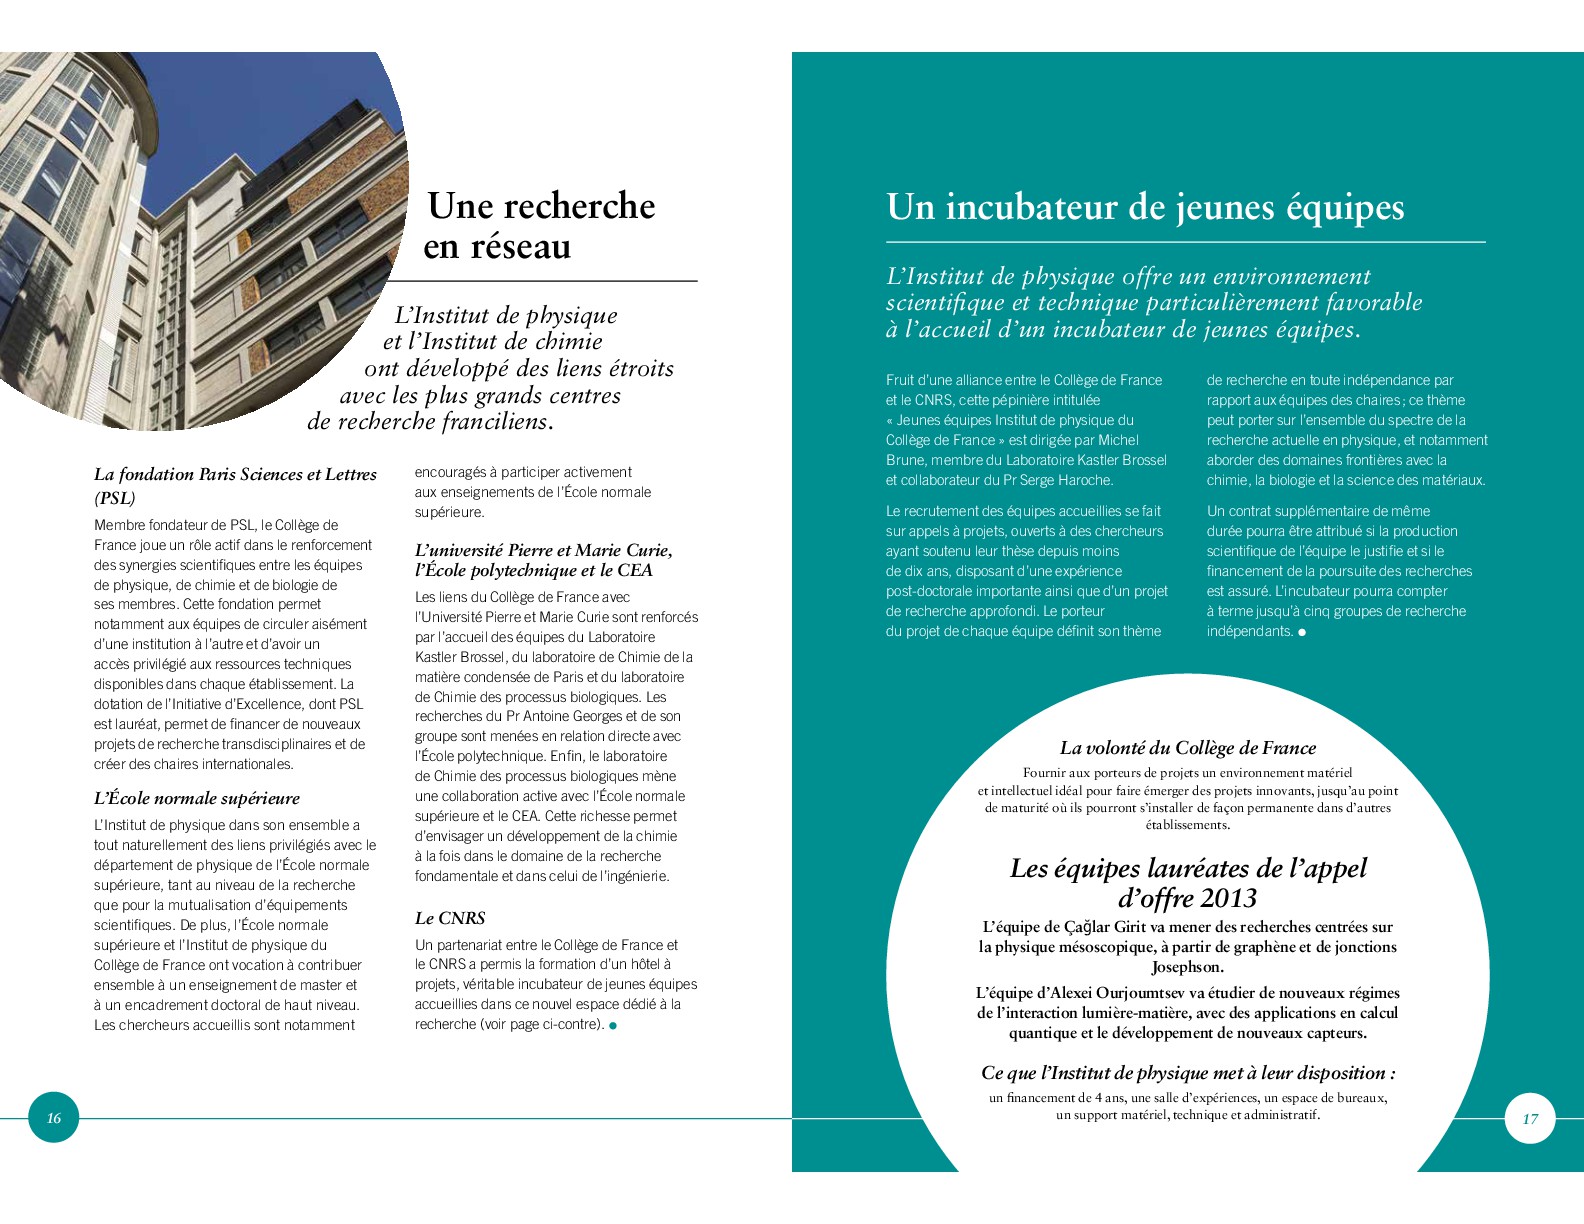 Une recherche
en réseau
L’Institut de physique
et l’Institut de chimie
ont développé des liens étroits
avec les plus grands centres
de recherche franciliens.
La fondation Paris Sciences et Lettres
(PSL)
Membre fondateur de PSL, le Collège de
France joue un rôle actif dans le renforcement
des synergies scientifiques entre les équipes
de physique, de chimie et de biologie de
ses membres. Cette fondation permet
notamment aux équipes de circuler aisément
d’une institution à l’autre et d’avoir un
accès privilégié aux ressources techniques
disponibles dans chaque établissement. La
dotation de l’Initiative d’Excellence, dont PSL
est lauréat, permet de financer de nouveaux
projets de recherche transdisciplinaires et de
créer des chaires internationales.
L’École normale supérieure
L’Institut de physique dans son ensemble a
tout naturellement des liens privilégiés avec le
département de physique de l’École normale
supérieure, tant au niveau de la recherche
que pour la mutualisation d’équipements
scientifiques. De plus, l’École normale
supérieure et l’Institut de physique du
Collège de France ont vocation à contribuer
ensemble à un enseignement de master et
à un encadrement doctoral de haut niveau.
Les chercheurs accueillis sont notamment
encouragés à participer activement
aux enseignements de l’École normale
supérieure.
L’université Pierre et Marie Curie,
l’École polytechnique et le CEA
Les liens du Collège de France avec
l’Université Pierre et Marie Curie sont renforcés
par l’accueil des équipes du Laboratoire
Kastler Brossel, du laboratoire de Chimie de la
matière condensée de Paris et du laboratoire
de Chimie des processus biologiques. Les
recherches du Pr Antoine Georges et de son
groupe sont menées en relation directe avec
l’École polytechnique. Enfin, le laboratoire
de Chimie des processus biologiques mène
une collaboration active avec l’École normale
supérieure et le CEA. Cette richesse permet
d’envisager un développement de la chimie
à la fois dans le domaine de la recherche
fondamentale et dans celui de l’ingénierie.
Le CNRS
Un partenariat entre le Collège de France et
le CNRS a permis la formation d’un hôtel à
projets, véritable incubateur de jeunes équipes
accueillies dans ce nouvel espace dédié à la
recherche (voir page ci-contre). ●
16
Un incubateur de jeunes équipes
L’Institut de physique offre un environnement
scientifique et technique particulièrement favorable
à l’accueil d’un incubateur de jeunes équipes.
Fruit d’une alliance entre le Collège de France
et le CNRS, cette pépinière intitulée
« Jeunes équipes Institut de physique du
Collège de France » est dirigée par Michel
Brune, membre du Laboratoire Kastler Brossel
et collaborateur du Pr Serge Haroche.
Le recrutement des équipes accueillies se fait
sur appels à projets, ouverts à des chercheurs
ayant soutenu leur thèse depuis moins
de dix ans, disposant d’une expérience
post-doctorale importante ainsi que d’un projet
de recherche approfondi. Le porteur
du projet de chaque équipe définit son thème
de recherche en toute indépendance par
rapport aux équipes des chaires ; ce thème
peut porter sur l’ensemble du spectre de la
recherche actuelle en physique, et notamment
aborder des domaines frontières avec la
chimie, la biologie et la science des matériaux.
Un contrat supplémentaire de même
durée pourra être attribué si la production
scientifique de l’équipe le justifie et si le
financement de la poursuite des recherches
est assuré. L’incubateur pourra compter
à terme jusqu’à cinq groupes de recherche
indépendants. ●
La volonté du Collège de France
Fournir aux porteurs de projets un environnement matériel
et intellectuel idéal pour faire émerger des projets innovants, jusqu’au point
de maturité où ils pourront s’installer de façon permanente dans d’autres
établissements.
Les équipes lauréates de l’appel
d’offre 2013
L’équipe de Çağlar Girit va mener des recherches centrées sur
la physique mésoscopique, à partir de graphène et de jonctions
Josephson.
L’équipe d’Alexei Ourjoumtsev va étudier de nouveaux régimes
de l’interaction lumière-matière, avec des applications en calcul
quantique et le développement de nouveaux capteurs.
Ce que l’Institut de physique met à leur disposition :
un financement de 4 ans, une salle d’expériences, un espace de bureaux,
un support matériel, technique et administratif.
17